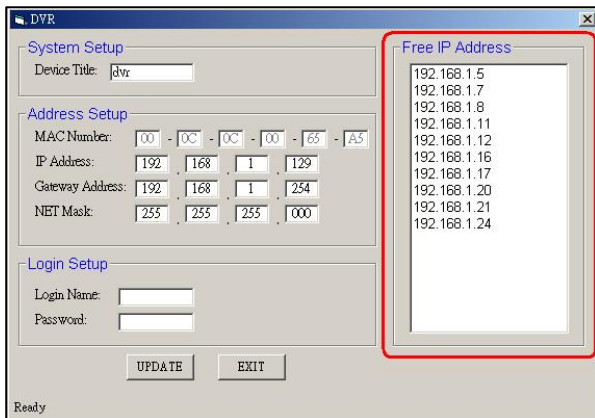 DVR
System Setup
Device Title: dvr
Address Setup
MAC Number: 00 - 0C - 0C - 00 - 65 - A5
IP Address: 192 . 168 . 1 . 129
Gateway Address: 192 . 168 . 1 . 254
NET Mask: 255 . 255 . 255 . 000
Login Setup
Login Name:
Password:
UPDATE EXIT
Ready
Free IP Address
192.168.1.5
192.168.1.7
192.168.1.8
192.168.1.11
192.168.1.12
192.168.1.16
192.168.1.17
192.168.1.20
192.168.1.21
192.168.1.24